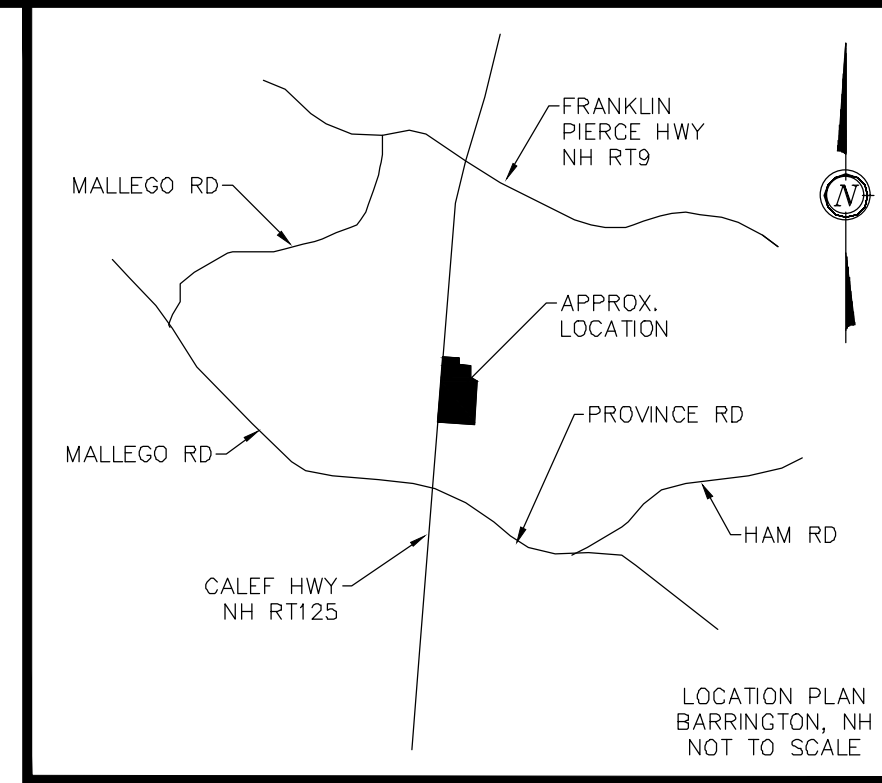 FRANKLIN
PIERCE HWY
NH RT9
MALLEGO RD
N
APPROX.
LOCATION
PROVINCE RD
MALLEGO RD
HAM RD
CALEF HWY
NH RT125
LOCATION PLAN
BARRINGTON, NH
NOT TO SCALE